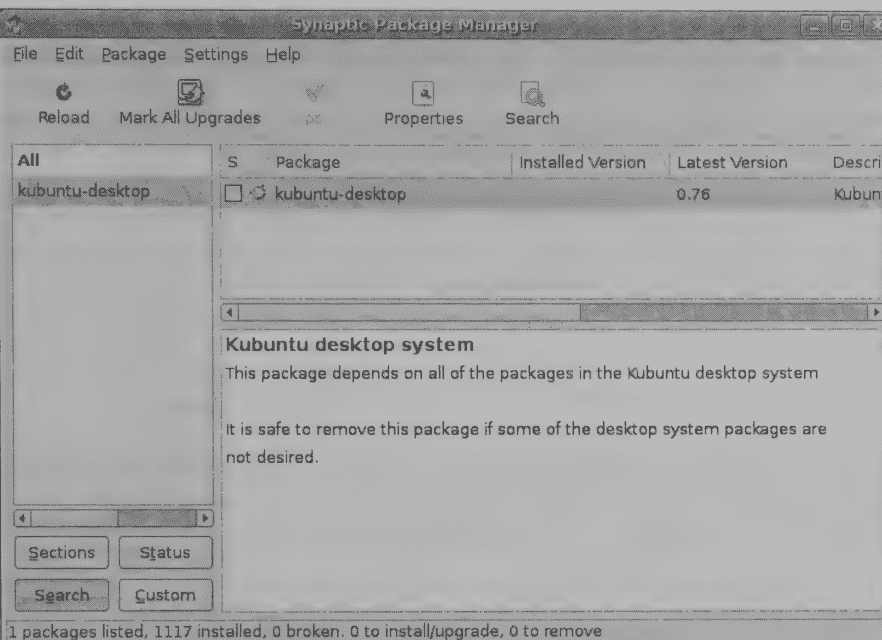 Synaptic Package Manager
File Edit Package Settings Help
Reload Mark All Upgrades Properties Search
All
kubuntu-desktop
S Package Installed Version Latest Version Descri
kubuntu-desktop 0.76 Kubun
Kubuntu desktop system
This package depends on all of the packages in the Kubuntu desktop system
It is safe to remove this package if some of the desktop system packages are
not desired.
Sections Status
Search Custom
1 packages listed, 1117 installed, 0 broken. 0 to install/upgrade, 0 to remove